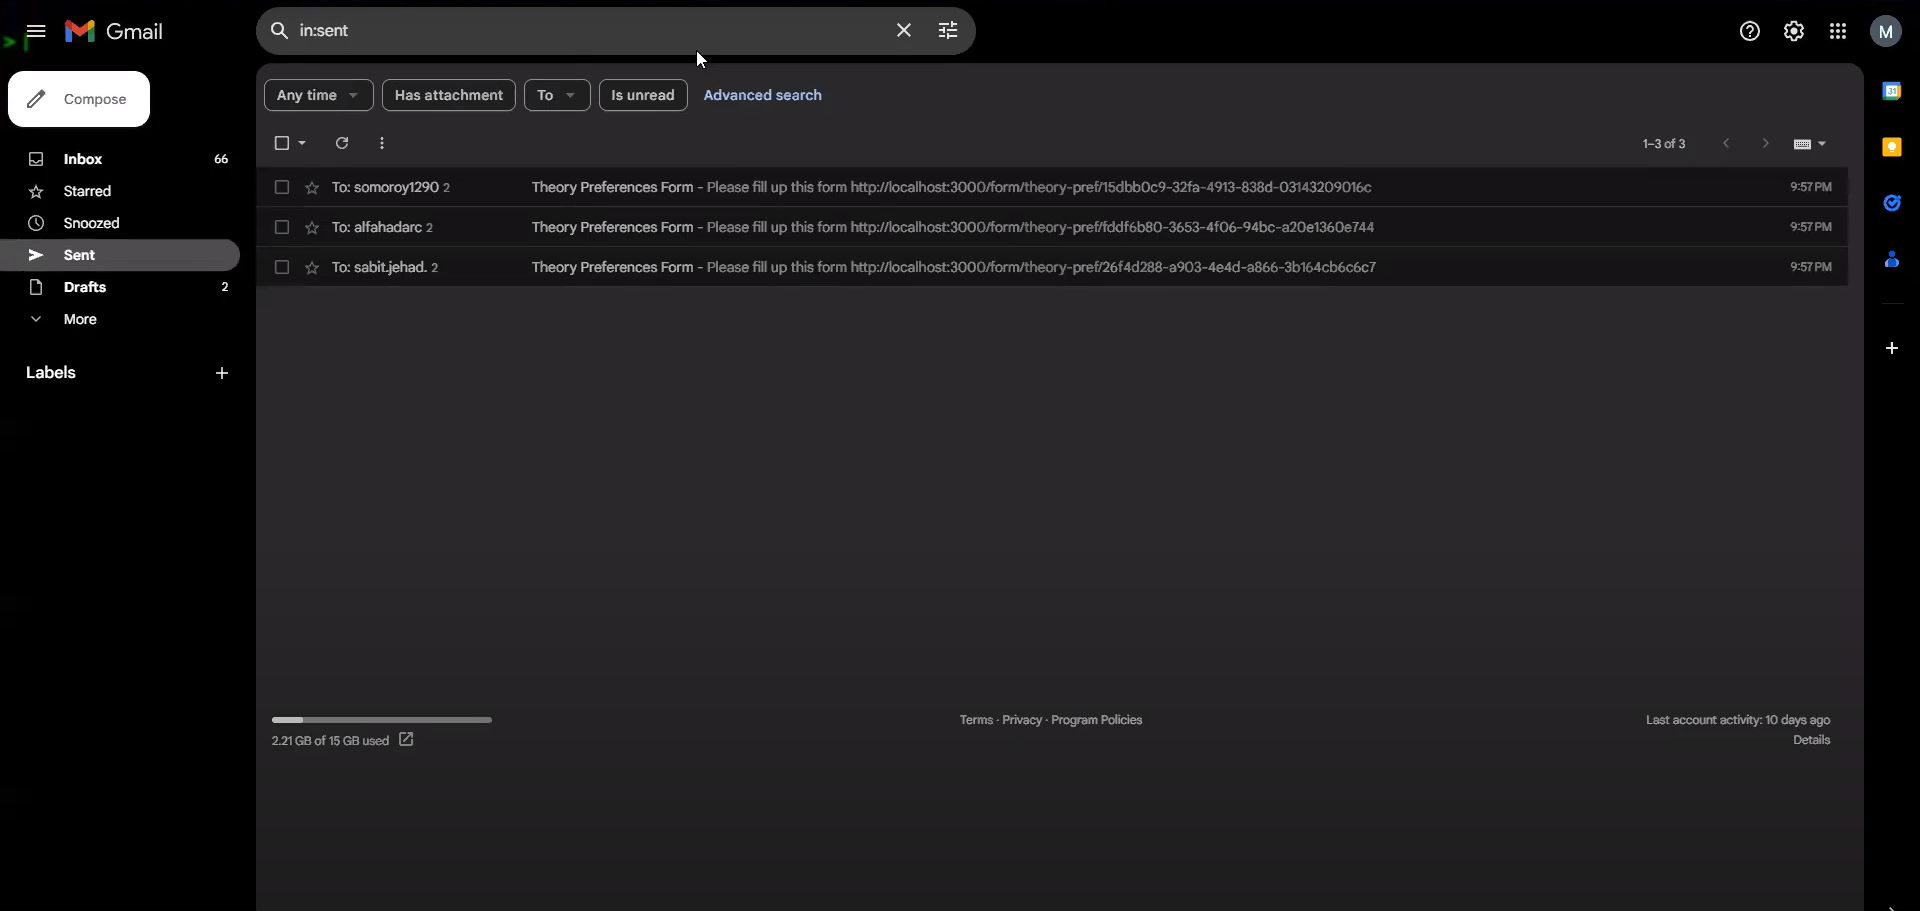 Gmail
in:sent
M
Compose
Any time
Has attachment
To
Is unread
Advanced search
31
Inbox 66
1–3 of 3
Starred
To: somoroy1290 2 Theory Preferences Form - Please fill up this form http://localhost:3000/form/theory-pref/15dbb0c9-32fa-4913-838d-03143209016c 9:57 PM
Snoozed
To: alfahadarc 2 Theory Preferences Form - Please fill up this form http://localhost:3000/form/theory-pref/fddf6b80-3653-4f06-94bc-a20e1360e744 9:57 PM
Sent
To: sabit.jehad. 2 Theory Preferences Form - Please fill up this form http://localhost:3000/form/theory-pref/26f4d288-a903-4e4d-a866-3b164cb6c6c7 9:57 PM
Drafts 2
More
Labels
Terms · Privacy · Program Policies
Last account activity: 10 days ago
2.21 GB of 15 GB used
Details